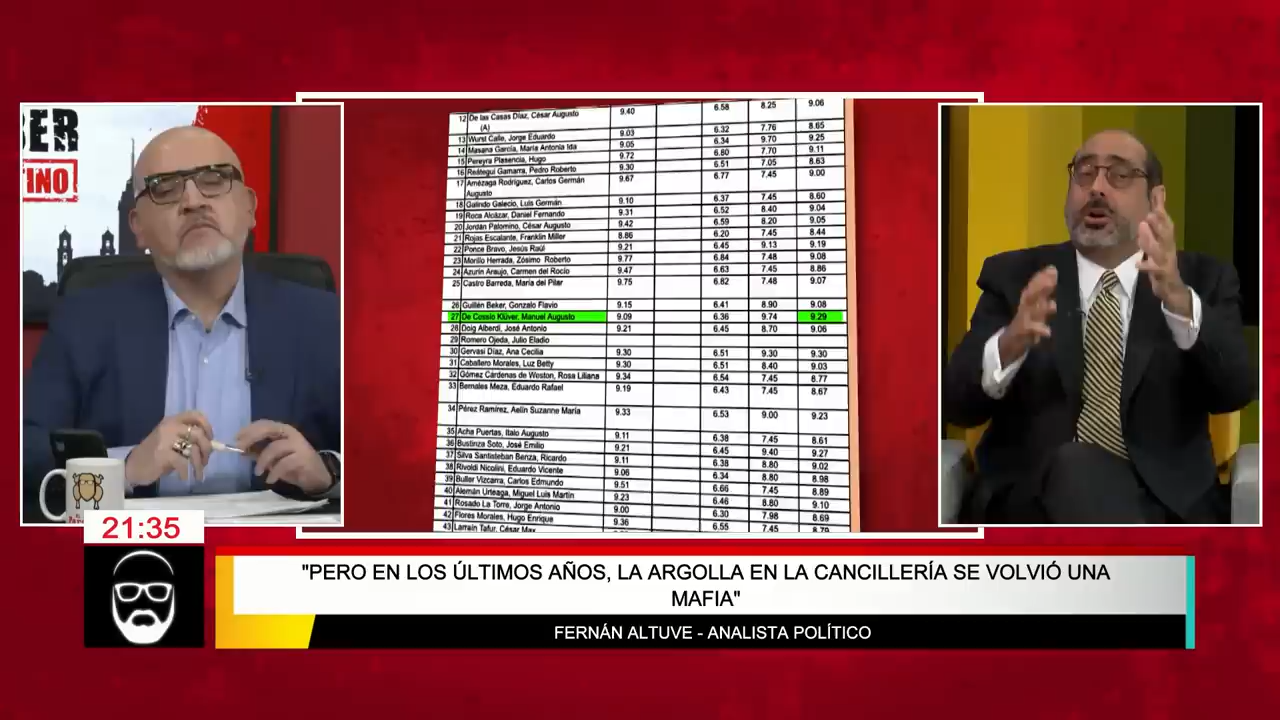 BER
TINO
12 De las Casas Díaz, César Augusto (A) 9.40 6.58 8.25 9.06
13 Wurst Calle, Jorge Eduardo 9.03 6.32 7.76 8.65
14 Masana García, María Antonia Ida 9.05 6.34 9.70 9.25
15 Pereyra Plasencia, Hugo 9.72 6.80 7.70 9.11
16 Reátegui Gamarra, Pedro Roberto 9.30 6.51 7.05 8.63
17 Amézaga Rodríguez, Carlos Germán Augusto 9.67 6.77 7.45 9.00
18 Galindo Galecio, Luis Germán 9.10 6.37 7.45 8.60
19 Roca Alcázar, Daniel Fernando 9.31 6.52 8.40 9.04
20 Jordán Palomino, César Augusto 9.42 6.59 8.20 9.05
21 Rojas Escalante, Franklin Miller 8.86 6.20 7.45 8.44
22 Ponce Bravo, Jesús Raúl 9.21 6.45 9.13 9.19
23 Morillo Herrada, Zósimo Roberto 9.77 6.84 7.48 9.08
24 Azurín Araujo, Carmen del Rocío 9.47 6.63 7.45 8.86
25 Castro Barreda, María del Pilar 9.75 6.82 7.48 9.07
26 Guillén Beker, Gonzalo Flavio 9.15 6.41 8.90 9.08
27 De Cossio Klüver, Manuel Augusto 9.09 6.36 9.74 9.29
28 Doig Alberdi, José Antonio 9.21 6.45 8.70 9.06
29 Romero Ojeda, Julio Eladio
30 Gervasi Díaz, Ana Cecilia 9.30 6.51 9.30 9.30
31 Caballero Morales, Luz Betty 9.30 6.51 8.40 9.03
32 Gómez Cárdenas de Weston, Rosa Liliana 9.34 6.54 7.45 8.77
33 Bernales Meza, Eduardo Rafael 9.19 6.43 7.45 8.67
34 Pérez Ramírez, Aelin Suzanne María 9.33 6.53 9.00 9.23
35 Acha Puertas, Italo Augusto 9.11 6.38 7.45 8.61
36 Bustinza Soto, José Emilio 9.21 6.45 9.40 9.27
37 Silva Santisteban Benza, Ricardo 9.11 6.38 8.80 9.02
38 Rivoldi Nicolini, Eduardo Vicente 9.06 6.34 8.80 8.98
39 Buller Vizcarra, Carlos Edmundo 9.51 6.66 7.45 8.89
40 Alemán Urteaga, Miguel Luis Martín 9.23 6.46 8.80 9.10
41 Rosado La Torre, Jorge Antonio 9.00 6.30 7.98 8.69
42 Flores Morales, Hugo Enrique 9.36 6.55 7.45
43 Larrain Tafur, César Max
21:35
"PERO EN LOS ÚLTIMOS AÑOS, LA ARGOLLA EN LA CANCILLERÍA SE VOLVIÓ UNA
MAFIA"
FERNÁN ALTUVE - ANALISTA POLÍTICO